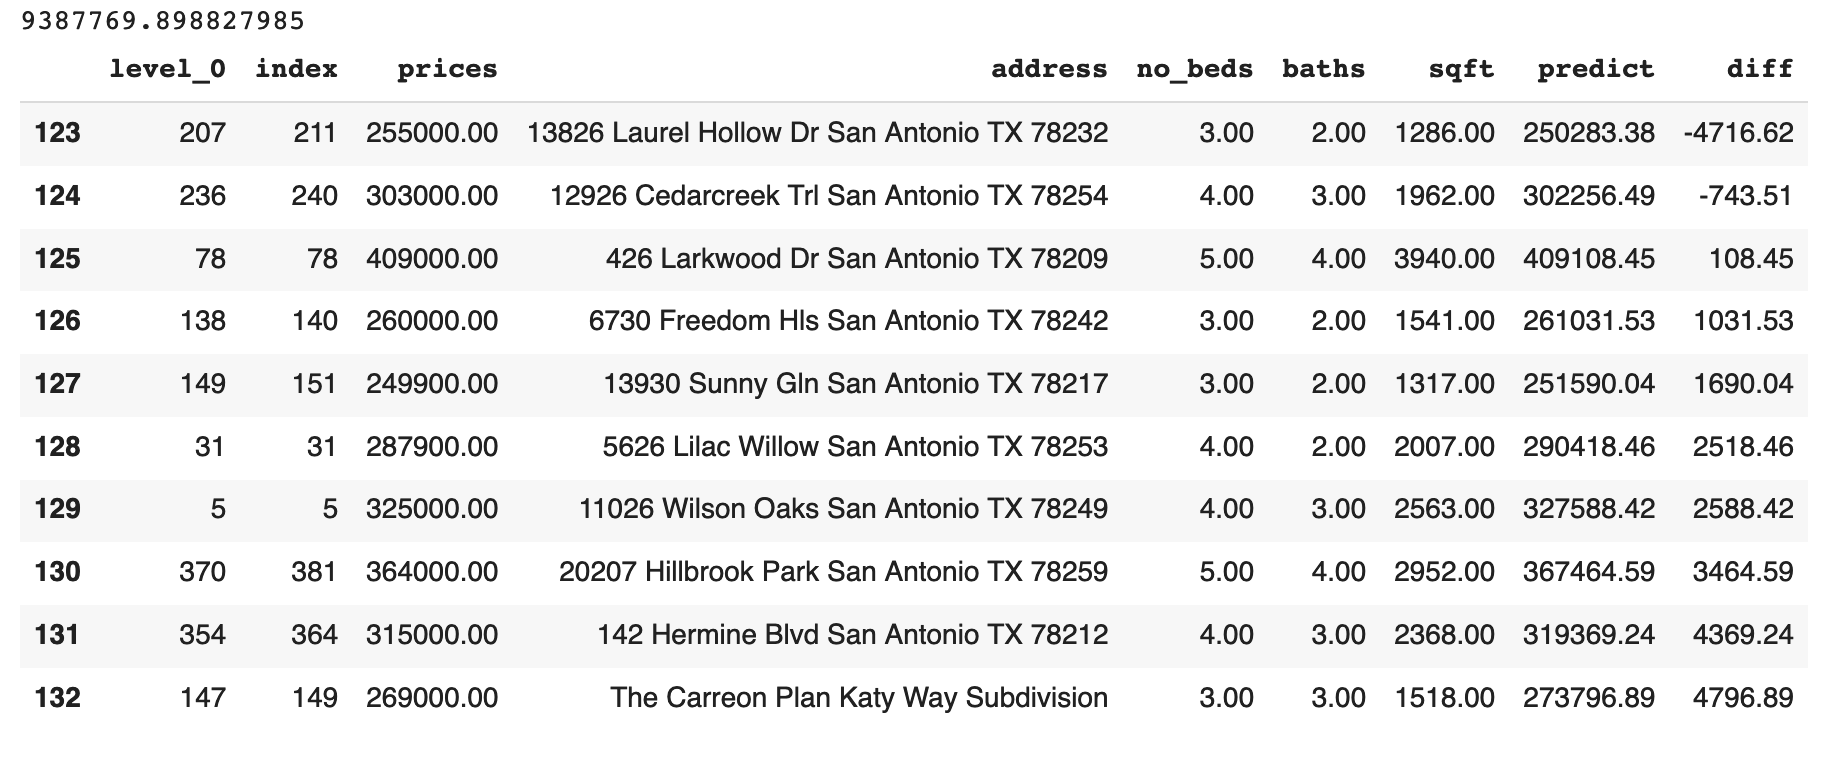 9387769.898827985
level_0 index prices address no_beds baths sqft predict diff
123 207 211 255000.00 13826 Laurel Hollow Dr San Antonio TX 78232 3.00 2.00 1286.00 250283.38 -4716.62
124 236 240 303000.00 12926 Cedarcreek Trl San Antonio TX 78254 4.00 3.00 1962.00 302256.49 -743.51
125 78 78 409000.00 426 Larkwood Dr San Antonio TX 78209 5.00 4.00 3940.00 409108.45 108.45
126 138 140 260000.00 6730 Freedom Hls San Antonio TX 78242 3.00 2.00 1541.00 261031.53 1031.53
127 149 151 249900.00 13930 Sunny Gln San Antonio TX 78217 3.00 2.00 1317.00 251590.04 1690.04
128 31 31 287900.00 5626 Lilac Willow San Antonio TX 78253 4.00 2.00 2007.00 290418.46 2518.46
129 5 5 325000.00 11026 Wilson Oaks San Antonio TX 78249 4.00 3.00 2563.00 327588.42 2588.42
130 370 381 364000.00 20207 Hillbrook Park San Antonio TX 78259 5.00 4.00 2952.00 367464.59 3464.59
131 354 364 315000.00 142 Hermine Blvd San Antonio TX 78212 4.00 3.00 2368.00 319369.24 4369.24
132 147 149 269000.00 The Carreon Plan Katy Way Subdivision 3.00 3.00 1518.00 273796.89 4796.89